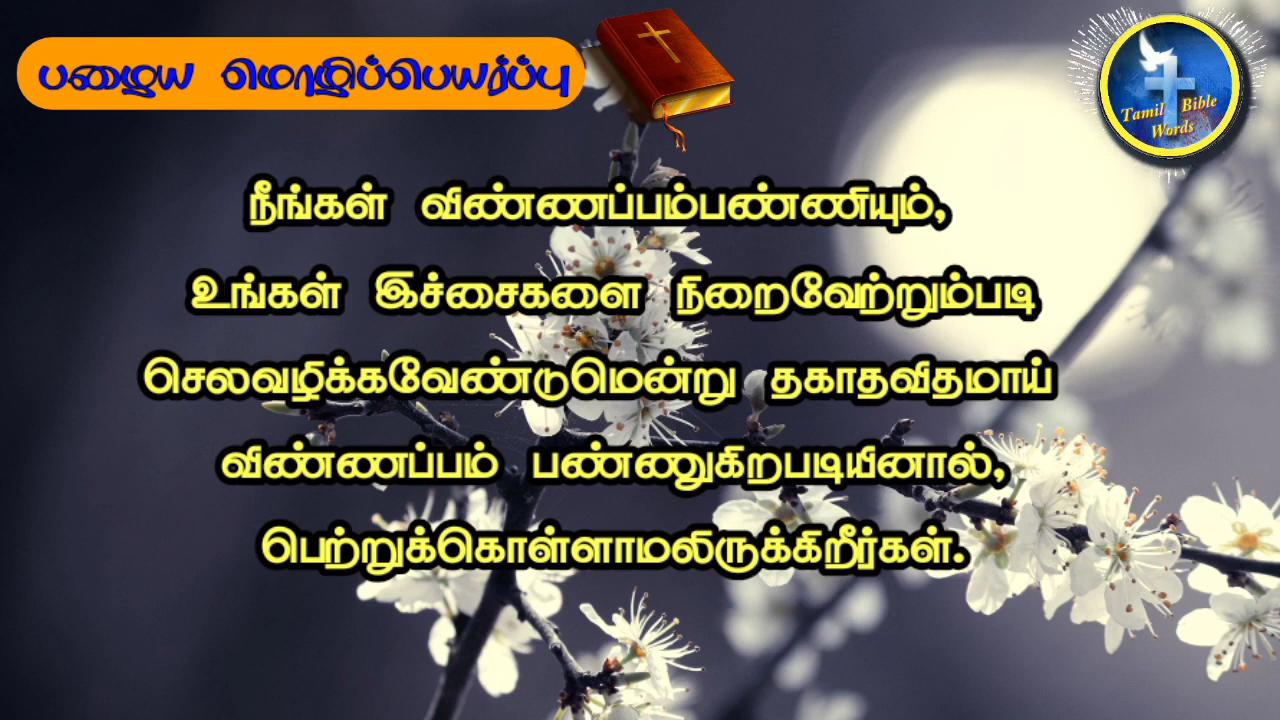 பழைய மொழிப்பெயர்ப்பு
Tamil Bible
Words
நீங்கள் விண்ணப்பம்பண்ணியும்,
உங்கள் இச்சைகளை நிறைவேற்றும்படி
செலவழிக்கவேண்டுமென்று தகாதவிதமாய்
விண்ணப்பம் பண்ணுகிறபடியினால்,
பெற்றுக்கொள்ளாமலிருக்கிறீர்கள்.